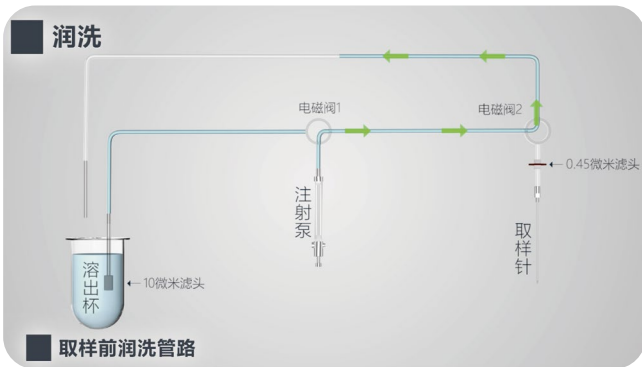 润洗
电磁阀1
电磁阀2
0.45微米滤头
注射泵
取样针
溶出杯
10微米滤头
取样前润洗管路